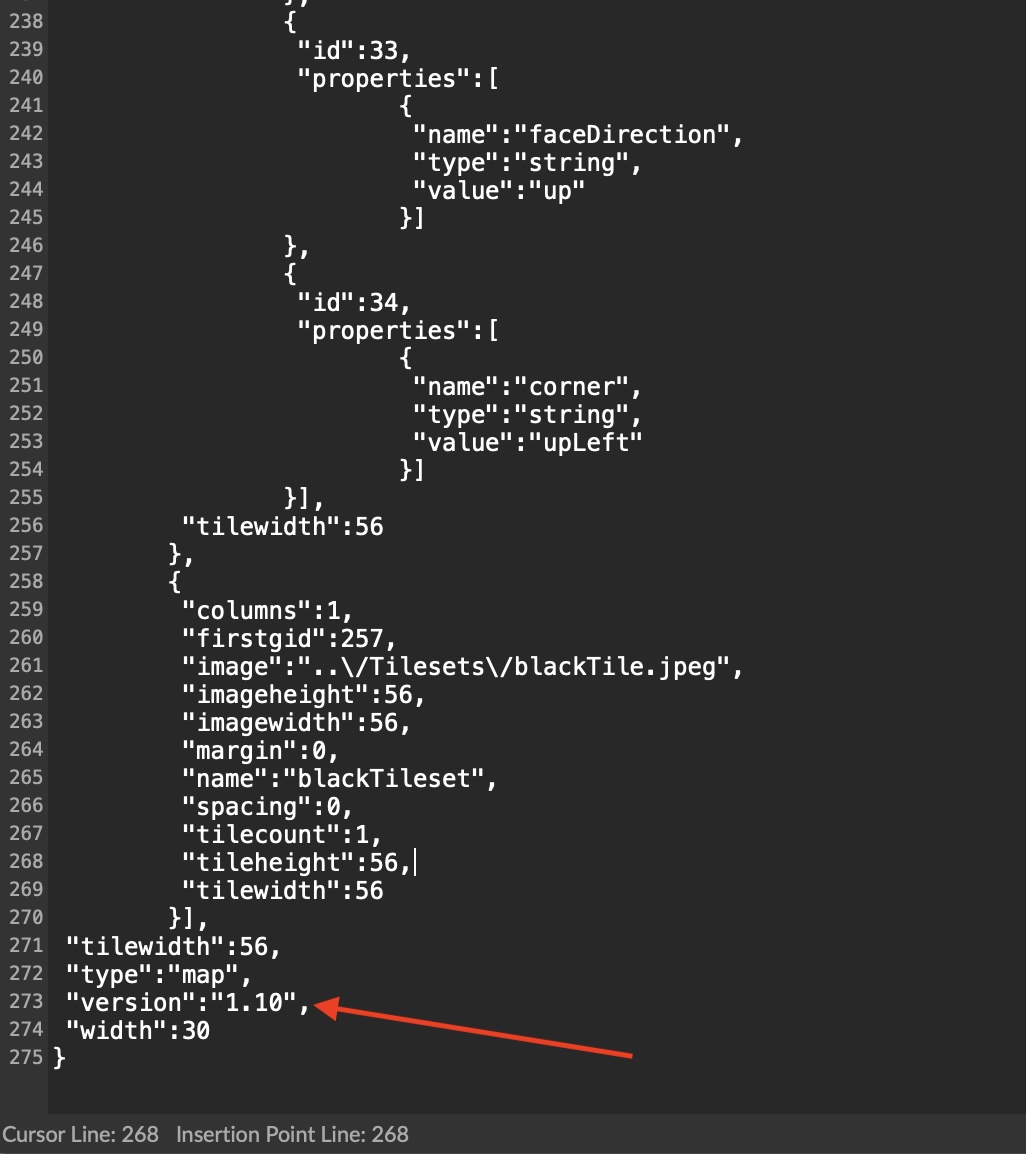 238 {
239 "id":33,
240 "properties":[
241 {
242 "name":"faceDirection",
243 "type":"string",
244 "value":"up"
245 }]
246 },
247 {
248 "id":34,
249 "properties":[
250 {
251 "name":"corner",
252 "type":"string",
253 "value":"upLeft"
254 }]
255 }],
256 "tilewidth":56
257 },
258 {
259 "columns":1,
260 "firstgid":257,
261 "image":"..\/Tilesets\/blackTile.jpeg",
262 "imageheight":56,
263 "imagewidth":56,
264 "margin":0,
265 "name":"blackTileset",
266 "spacing":0,
267 "tilecount":1,
268 "tileheight":56,
269 "tilewidth":56
270 }],
271 "tilewidth":56,
272 "type":"map",
273 "version":"1.10",
274 "width":30
275 }
Cursor Line: 268 Insertion Point Line: 268